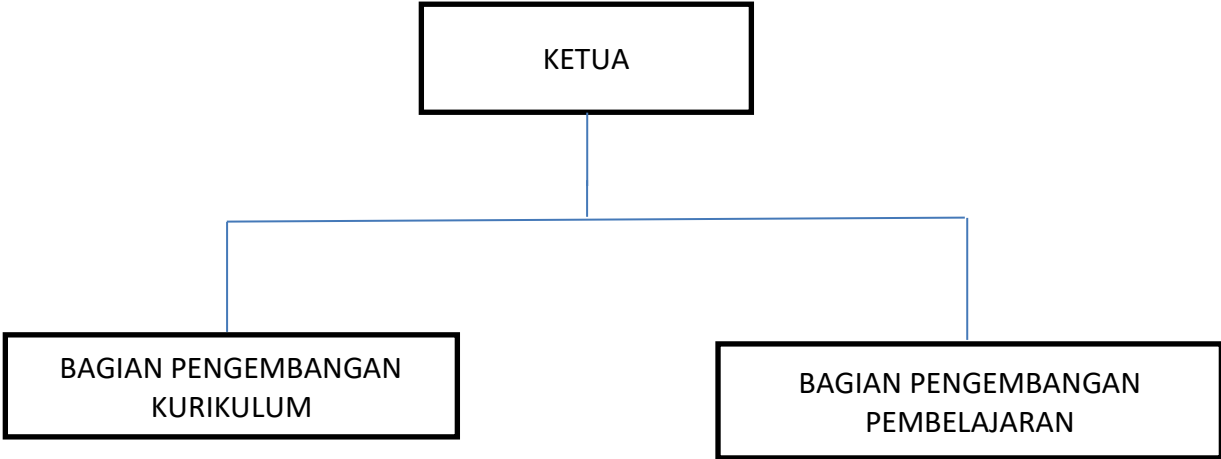 KETUA
BAGIAN PENGEMBANGAN
KURIKULUM
BAGIAN PENGEMBANGAN
PEMBELAJARAN